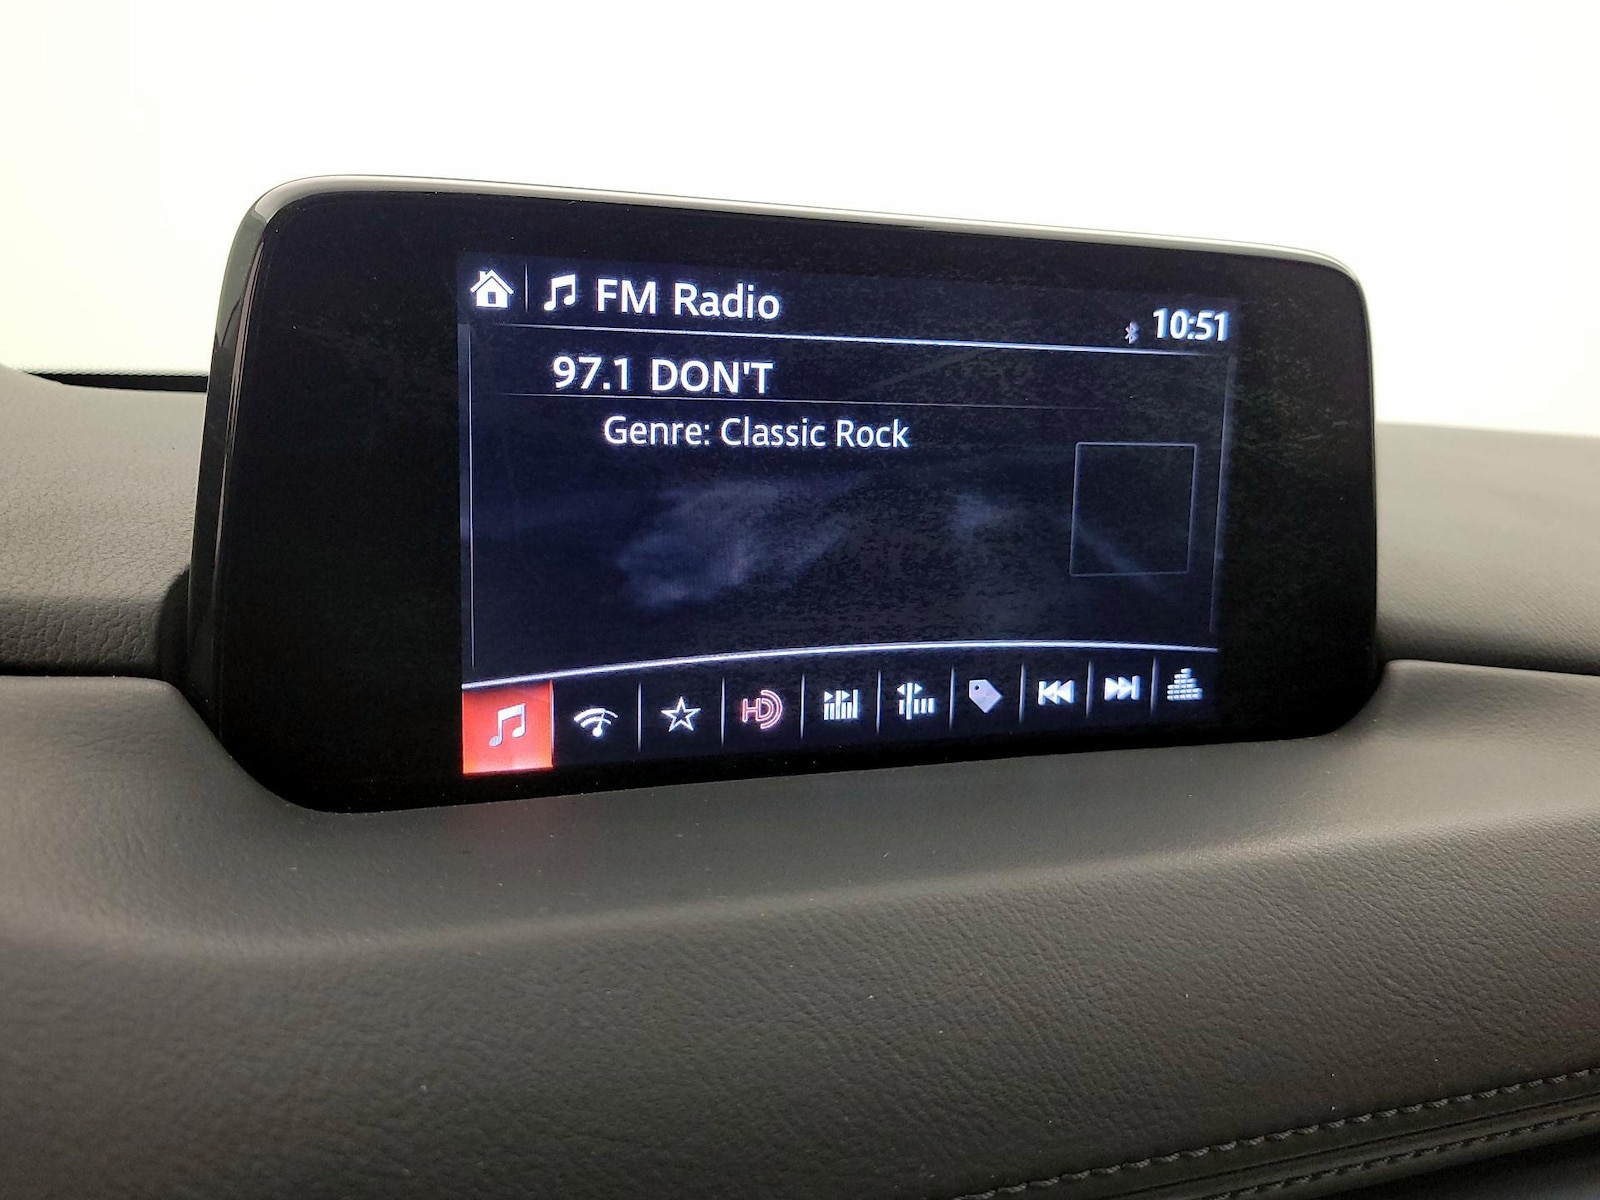 FM Radio
10:51
97.1 DON'T
Genre: Classic Rock
HD